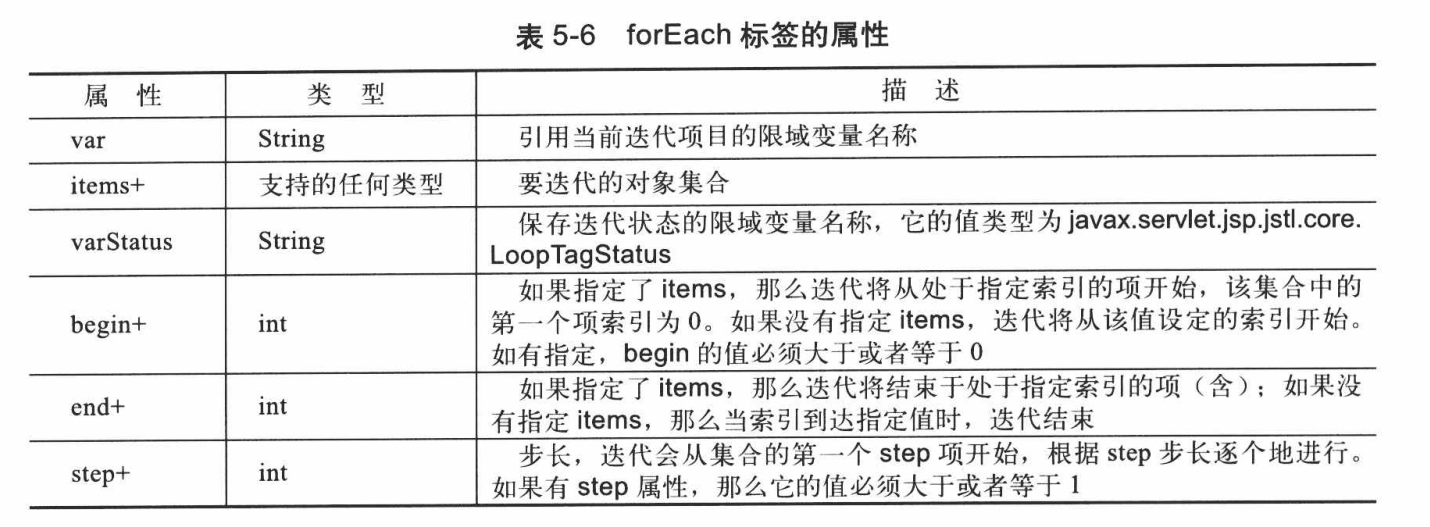 表 5-6 forEach 标签的属性
属 性 类 型 描 述
var String 引用当前迭代项目的限域变量名称
items+ 支持的任何类型 要迭代的对象集合
varStatus String 保存迭代状态的限域变量名称，它的值类型为 javax.servlet.jsp.jstl.core.
LoopTagStatus
begin+ int 如果指定了 items，那么迭代将从处于指定索引的项开始，该集合中的
第一个项索引为 0。如果没有指定 items，迭代将从该值设定的索引开始。
如有指定，begin 的值必须大于或者等于 0
end+ int 如果指定了 items，那么迭代将结束于处于指定索引的项（含）；如果没
有指定 items，那么当索引到达指定值时，迭代结束
step+ int 步长，迭代会从集合的第一个 step 项开始，根据 step 步长逐个地进行。
如果有 step 属性，那么它的值必须大于或者等于 1